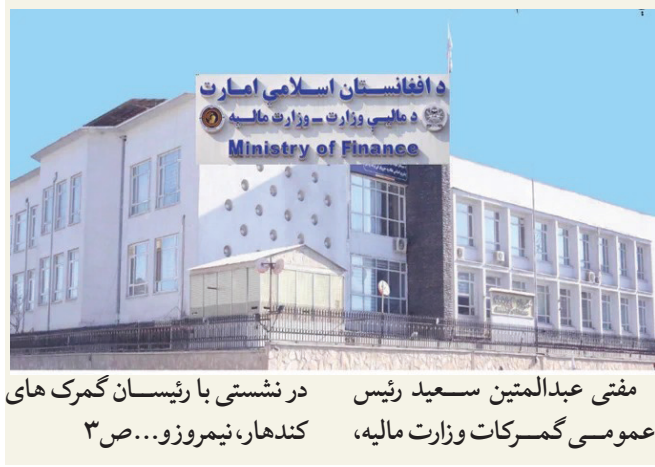 د افغانستان اسلامي امارت
د مالیې وزارت - وزارت مالیه
Ministry of Finance
مفتی عبدالمتین سعید رئیس
عمومی گمرکات وزارت مالیه،
در نشستی با رئیسان گمرک های
کندهار، نیمروزو...ص۳